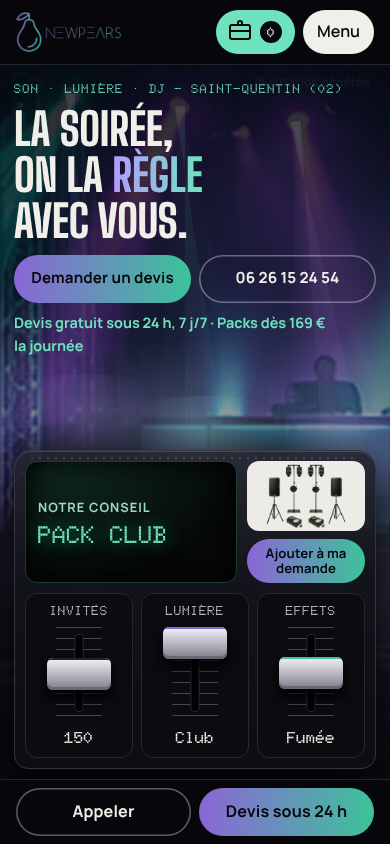 NEWPEARS
0
Menu
Illustration générée
SON · LUMIÈRE · DJ — SAINT-QUENTIN (02)
LA SOIRÉE,
ON LA RÈGLE
AVEC VOUS.
Demander un devis
06 26 15 24 54
Devis gratuit sous 24 h, 7 j/7 · Packs dès 169 €
la journée
NOTRE CONSEIL
PACK CLUB
Ajouter à ma
demande
INVITÉS
LUMIÈRE
EFFETS
150
Club
Fumée
Appeler
Devis sous 24 h